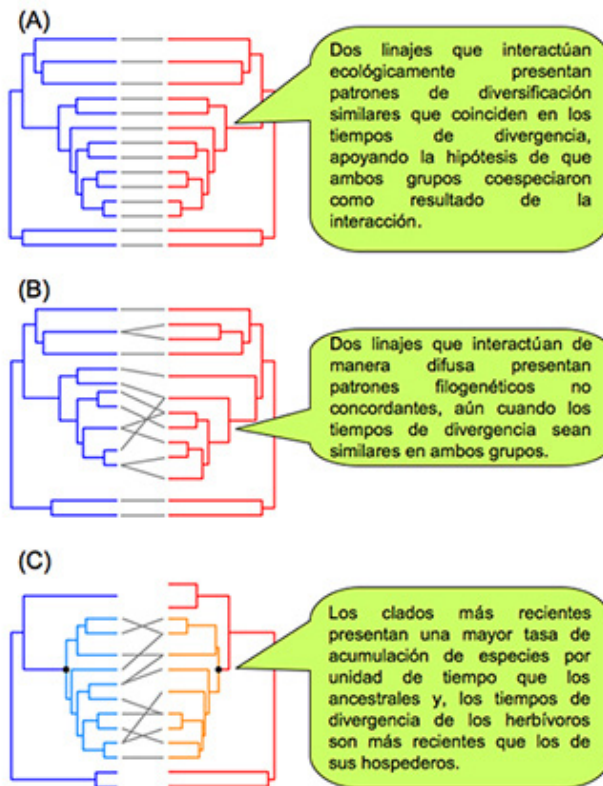 (A)
Dos linajes que interactúan
ecológicamente presentan
patrones de diversificación
similares que coinciden en los
tiempos de divergencia,
apoyando la hipótesis de que
ambos grupos coespeciaron
como resultado de la
interacción.
(B)
Dos linajes que interactúan de
manera difusa presentan
patrones filogenéticos no
concordantes, aún cuando los
tiempos de divergencia sean
similares en ambos grupos.
(C)
Los clados más recientes
presentan una mayor tasa de
acumulación de especies por
unidad de tiempo que los
ancestrales y, los tiempos de
divergencia de los herbívoros
son más recientes que los de
sus hospederos.